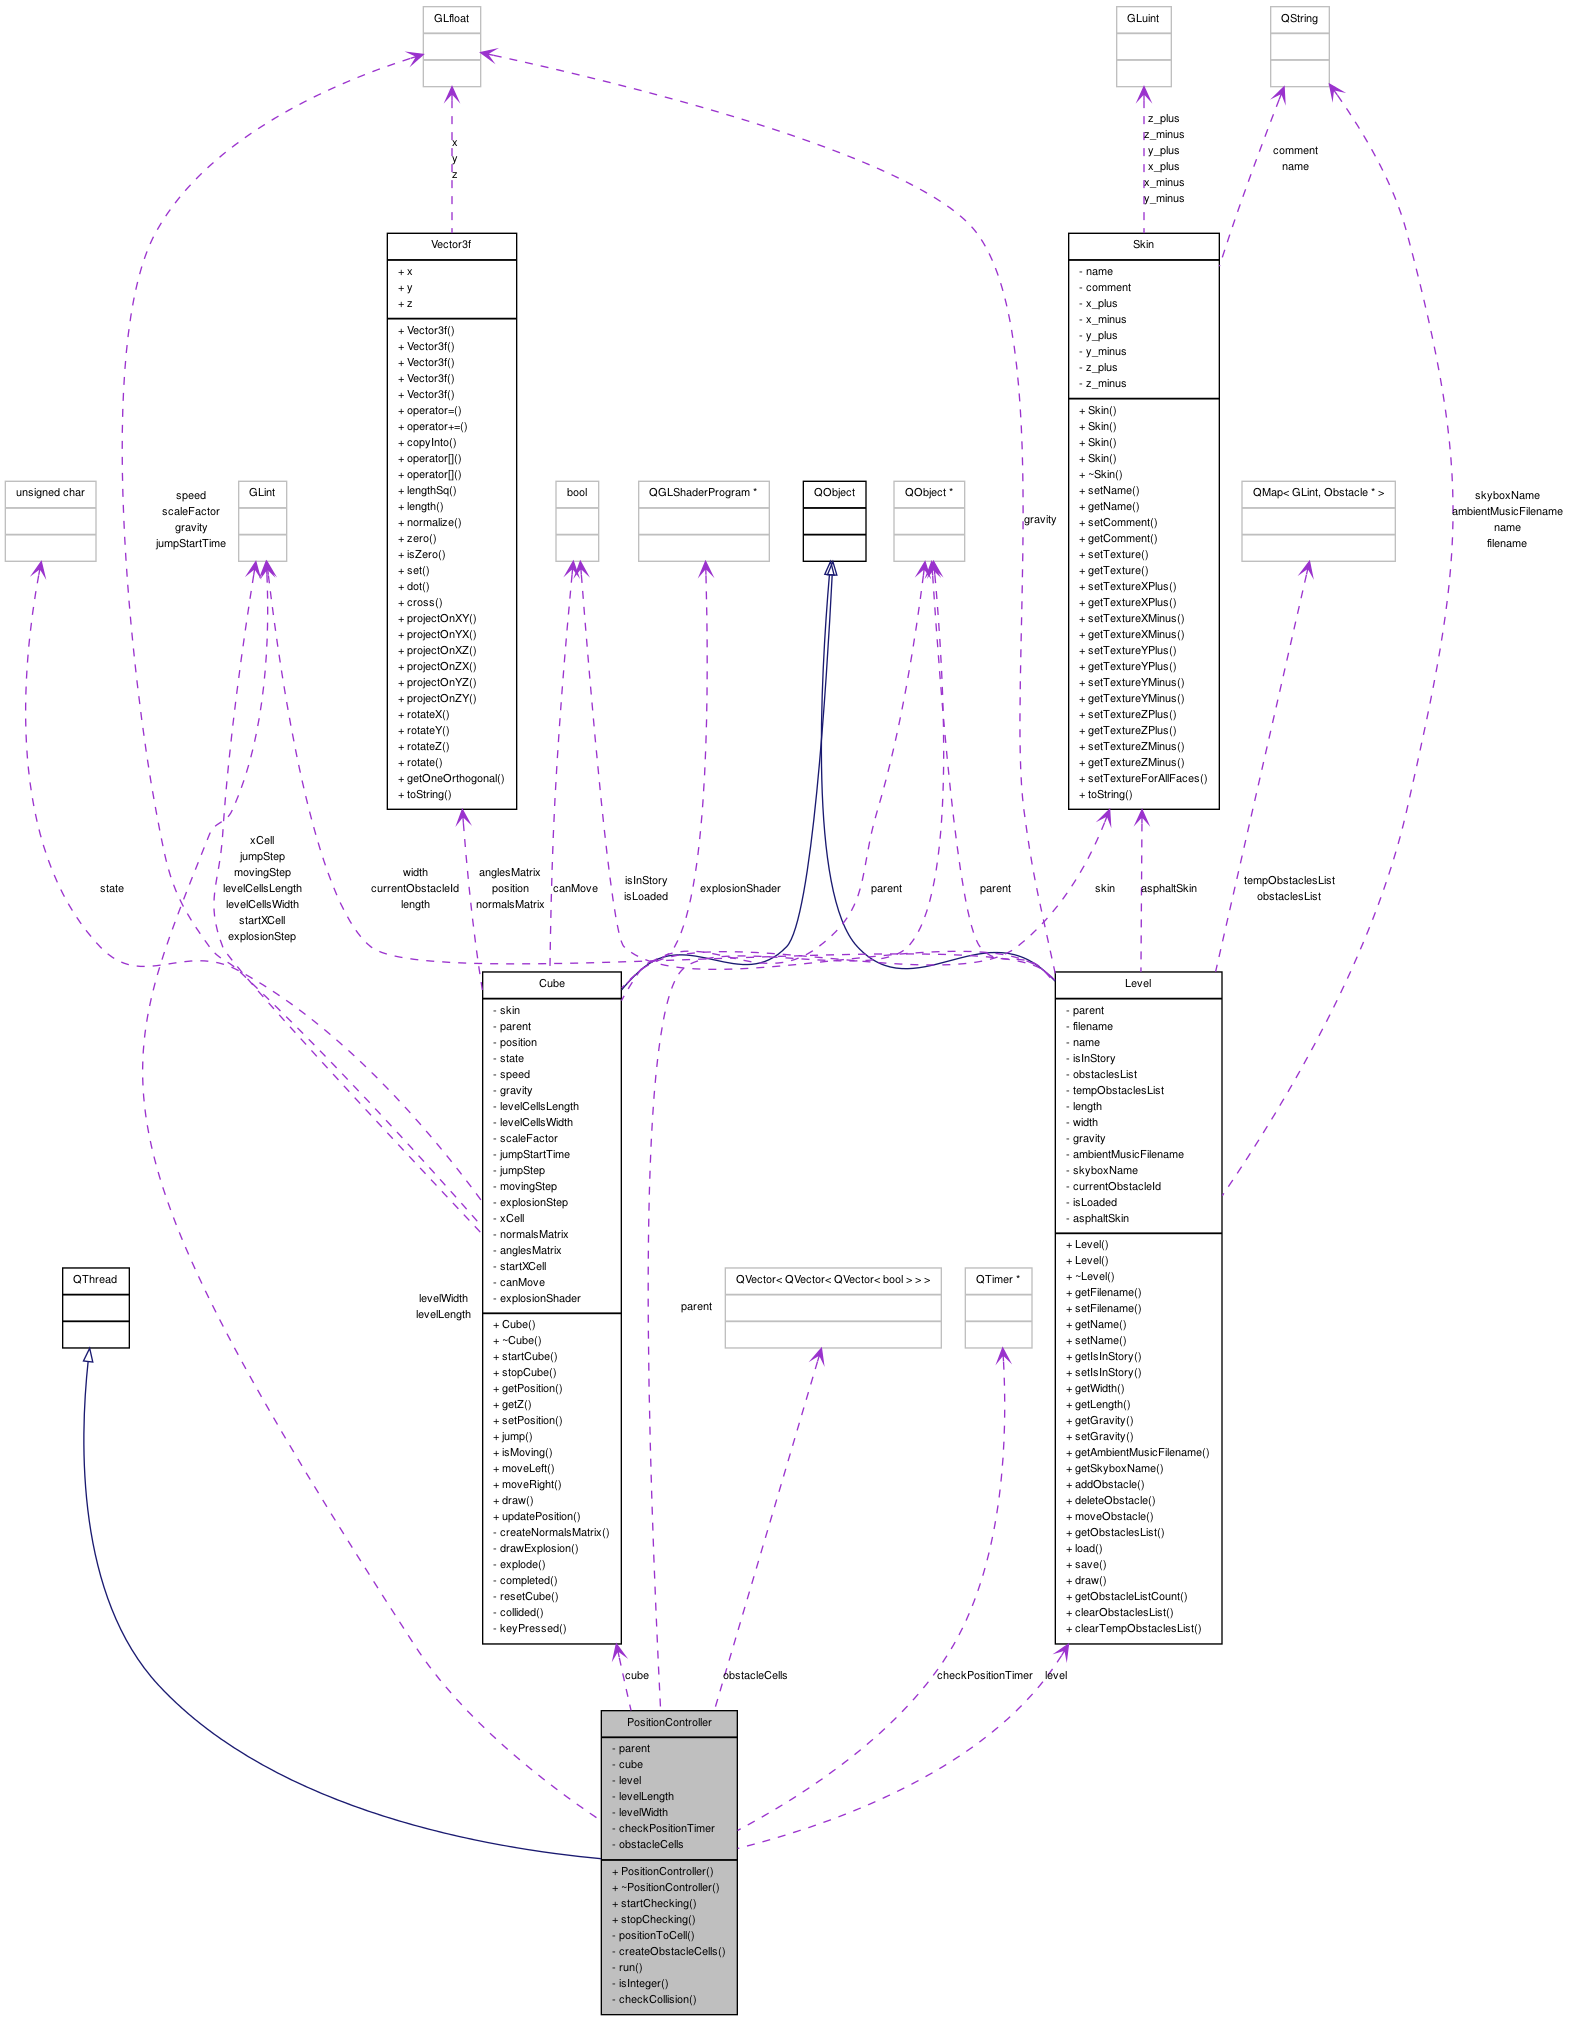 GLfloat
GLuint
QString
z_plus
z_minus
y_plus
x_plus
x_minus
y_minus
x
y
z
comment
name
Vector3f
+ x
+ y
+ z
+ Vector3f()
+ Vector3f()
+ Vector3f()
+ Vector3f()
+ Vector3f()
+ operator=()
+ operator+=()
+ copyInto()
+ operator[]()
+ operator[]()
+ lengthSq()
+ length()
+ normalize()
+ zero()
+ isZero()
+ set()
+ dot()
+ cross()
+ projectOnXY()
+ projectOnYX()
+ projectOnXZ()
+ projectOnZX()
+ projectOnYZ()
+ projectOnZY()
+ rotateX()
+ rotateY()
+ rotateZ()
+ rotate()
+ getOneOrthogonal()
+ toString()
Skin
- name
- comment
- x_plus
- x_minus
- y_plus
- y_minus
- z_plus
- z_minus
+ Skin()
+ Skin()
+ Skin()
+ Skin()
+ ~Skin()
+ setName()
+ getName()
+ setComment()
+ getComment()
+ setTexture()
+ getTexture()
+ setTextureXPlus()
+ getTextureXPlus()
+ setTextureXMinus()
+ getTextureXMinus()
+ setTextureYPlus()
+ getTextureYPlus()
+ setTextureYMinus()
+ getTextureYMinus()
+ setTextureZPlus()
+ getTextureZPlus()
+ setTextureZMinus()
+ getTextureZMinus()
+ setTextureForAllFaces()
+ toString()
unsigned char
speed
scaleFactor
gravity
jumpStartTime
GLint
bool
QGLShaderProgram *
QObject
QObject *
gravity
QMap< GLint, Obstacle * >
skyboxName
ambientMusicFilename
name
filename
state
xCell
jumpStep
movingStep
levelCellsLength
levelCellsWidth
startXCell
explosionStep
width
currentObstacleId
length
anglesMatrix
position
normalsMatrix
canMove
isInStory
isLoaded
explosionShader
parent
parent
skin
asphaltSkin
tempObstaclesList
obstaclesList
Cube
- skin
- parent
- position
- state
- speed
- gravity
- levelCellsLength
- levelCellsWidth
- scaleFactor
- jumpStartTime
- jumpStep
- movingStep
- explosionStep
- xCell
- normalsMatrix
- anglesMatrix
- startXCell
- canMove
- explosionShader
+ Cube()
+ ~Cube()
+ startCube()
+ stopCube()
+ getPosition()
+ getZ()
+ setPosition()
+ jump()
+ isMoving()
+ moveLeft()
+ moveRight()
+ draw()
+ updatePosition()
- createNormalsMatrix()
- drawExplosion()
- explode()
- completed()
- resetCube()
- collided()
- keyPressed()
Level
- parent
- filename
- name
- isInStory
- obstaclesList
- tempObstaclesList
- length
- width
- gravity
- ambientMusicFilename
- skyboxName
- currentObstacleId
- isLoaded
- asphaltSkin
+ Level()
+ Level()
+ ~Level()
+ getFilename()
+ setFilename()
+ getName()
+ setName()
+ getIsInStory()
+ setIsInStory()
+ getWidth()
+ getLength()
+ getGravity()
+ setGravity()
+ getAmbientMusicFilename()
+ getSkyboxName()
+ addObstacle()
+ deleteObstacle()
+ moveObstacle()
+ getObstaclesList()
+ load()
+ save()
+ draw()
+ getObstacleListCount()
+ clearObstaclesList()
+ clearTempObstaclesList()
QThread
levelWidth
levelLength
parent
QVector< QVector< QVector< bool > > >
QTimer *
cube
obstacleCells
checkPositionTimer
level
PositionController
- parent
- cube
- level
- levelLength
- levelWidth
- checkPositionTimer
- obstacleCells
+ PositionController()
+ ~PositionController()
+ startChecking()
+ stopChecking()
- positionToCell()
- createObstacleCells()
- run()
- isInteger()
- checkCollision()